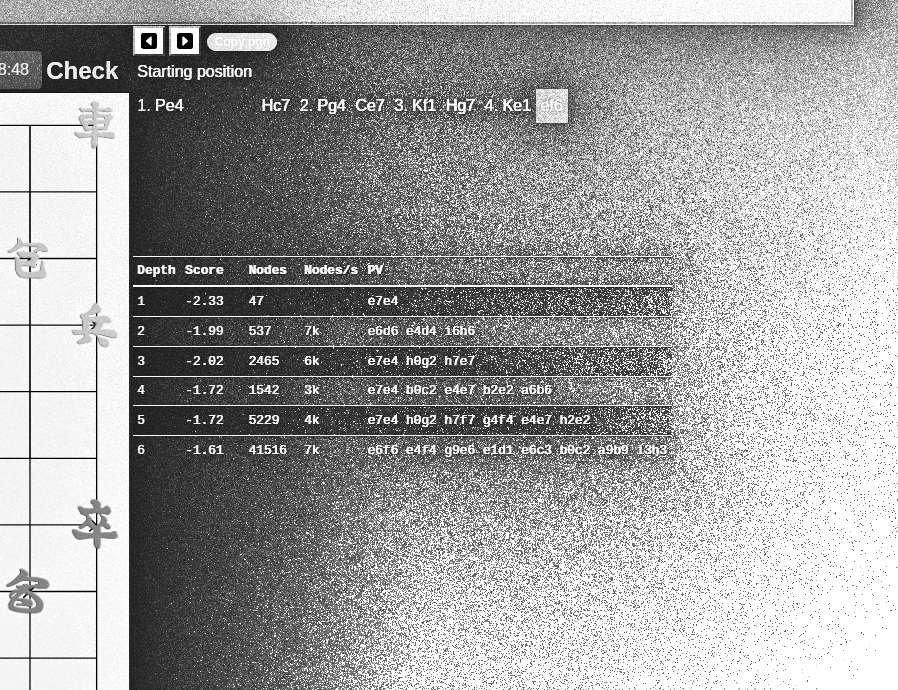 Copy pgn
8:48 Check
Starting position
1. Pe4 Hc7 2. Pg4 Ce7 3. Kf1 Hg7 4. Ke1 ef6
車
包
兵
卒
Depth Score Nodes Nodes/s PV
1 -2.33 47 e7e4
2 -1.99 537 7k e6d6 e4d4 i6h6
3 -2.02 2465 6k e7e4 h0g2 h7e7
4 -1.72 1542 3k e7e4 b0c2 e4e7 b2e2 a6b6
5 -1.72 5229 4k e7e4 h0g2 h7f7 g4f4 e4e7 h2e2
6 -1.61 41516 7k e6f6 e4f4 g9e6 e1d1 e6c3 b0c2 a9b9 i3h3